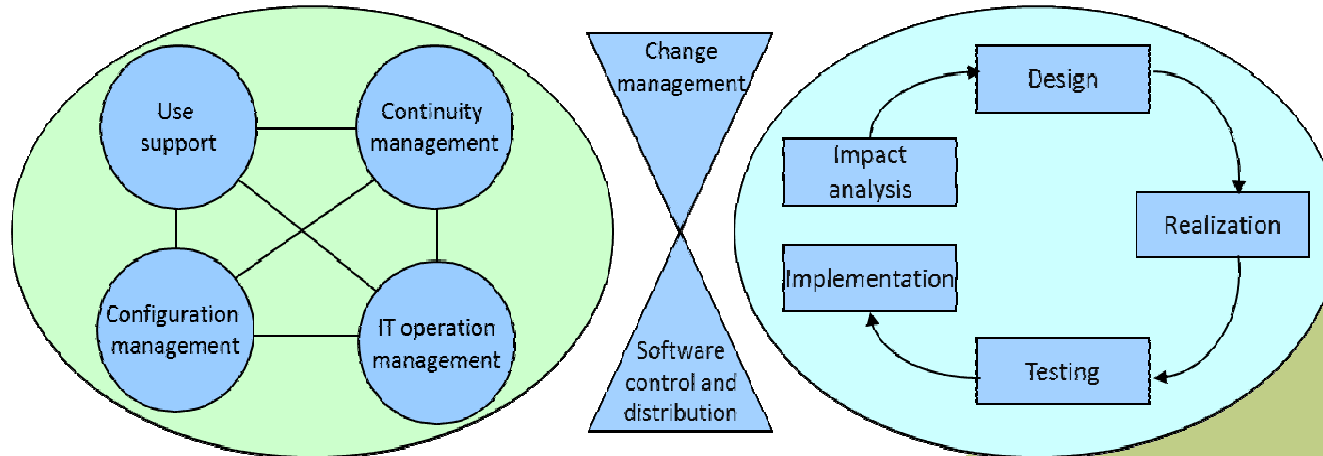 Use
support
Continuity
management
Configuration
management
IT operation
management
Change
management
Software
control and
distribution
Design
Impact
analysis
Realization
Implementation
Testing